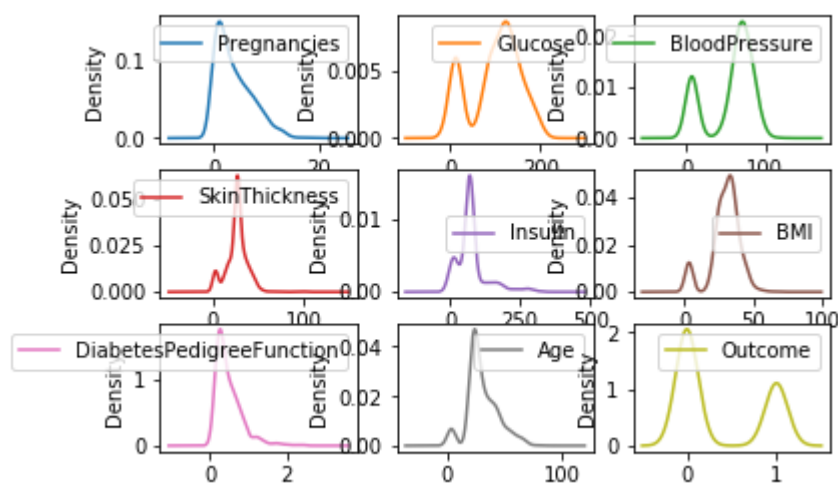 Pregnancies
Density
0.1
0.0
0
20
Glucose
Density
0.005
0.000
0
200
BloodPressure
Density
0.02
0.01
0.00
0
100
SkinThickness
Density
0.050
0.025
0.000
0
100
Insulin
Density
0.01
0.00
0
250
500
BMI
Density
0.04
0.02
0.00
0
50
100
DiabetesPedigreeFunction
Density
1
0
0
2
Age
Density
0.04
0.02
0.00
0
100
Outcome
Density
2
1
0
0
1